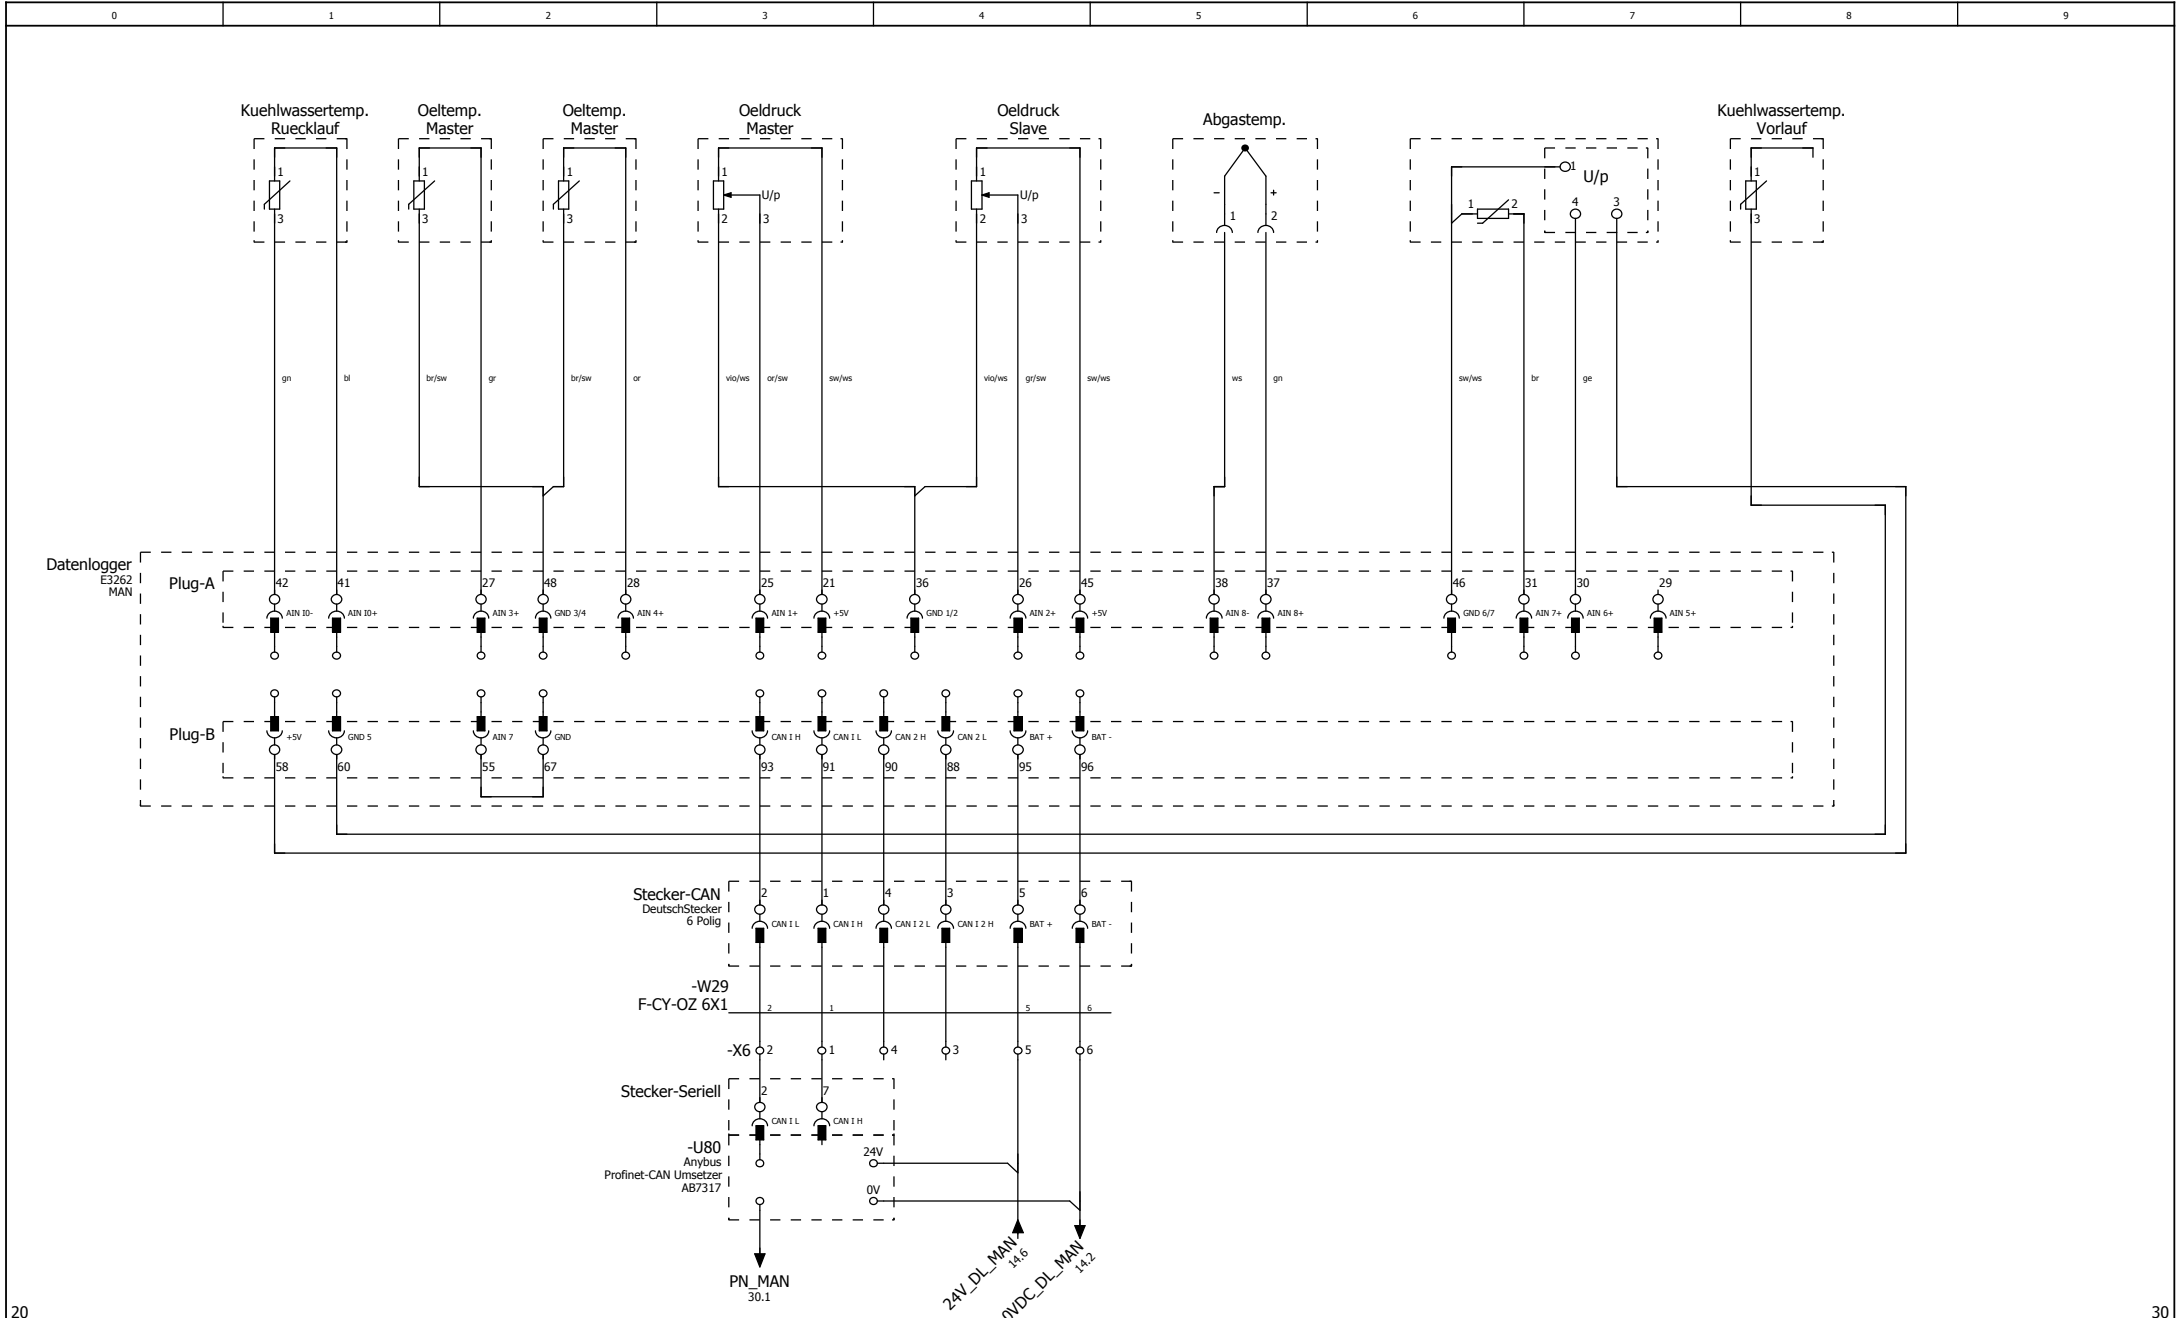 0 1 2 3 4 5 6 7 8 9
Kuehlwassertemp.
Ruecklauf
Oeltemp.
Master
Oeltemp.
Master
Oeldruck
Master
Oeldruck
Slave
Abgastemp.
Kuehlwassertemp.
Vorlauf
1
3
1
3
1
3
1
U/p
2
3
1
U/p
2
3
-
+
1
2
1
U/p
1
2
4
3
1
3
gn
bl
br/sw
gr
br/sw
or
vio/ws
or/sw
sw/ws
vio/ws
gr/sw
sw/ws
ws
gn
sw/ws
br
ge
Datenlogger
E3262
MAN
Plug-A
42 41 27 48 28 25 21 36 26 45 38 37 46 31 30 29
AIN I0-
AIN I0+
AIN 3+
GND 3/4
AIN 4+
AIN 1+
+5V
GND 1/2
AIN 2+
+5V
AIN 8-
AIN 8+
GND 6/7
AIN 7+
AIN 6+
AIN 5+
Plug-B
+5V
GND 5
AIN 7
GND
CAN I H
CAN I L
CAN 2 H
CAN 2 L
BAT +
BAT -
58 60 55 67 93 91 90 88 95 96
Stecker-CAN
DeutschStecker
6 Polig
2 1 4 3 5 6
CAN I L
CAN I H
CAN I 2 L
CAN I 2 H
BAT +
BAT -
-W29
F-CY-OZ 6X1
2 1 5 6
-X6 2 1 4 3 5 6
Stecker-Seriell
2 7
CAN I L
CAN I H
-U80
Anybus
Profinet-CAN Umsetzer
AB7317
24V
0V
PN_MAN
30.1
24V_DL_MAN
14.6
0VDC_DL_MAN
14.2
20
30